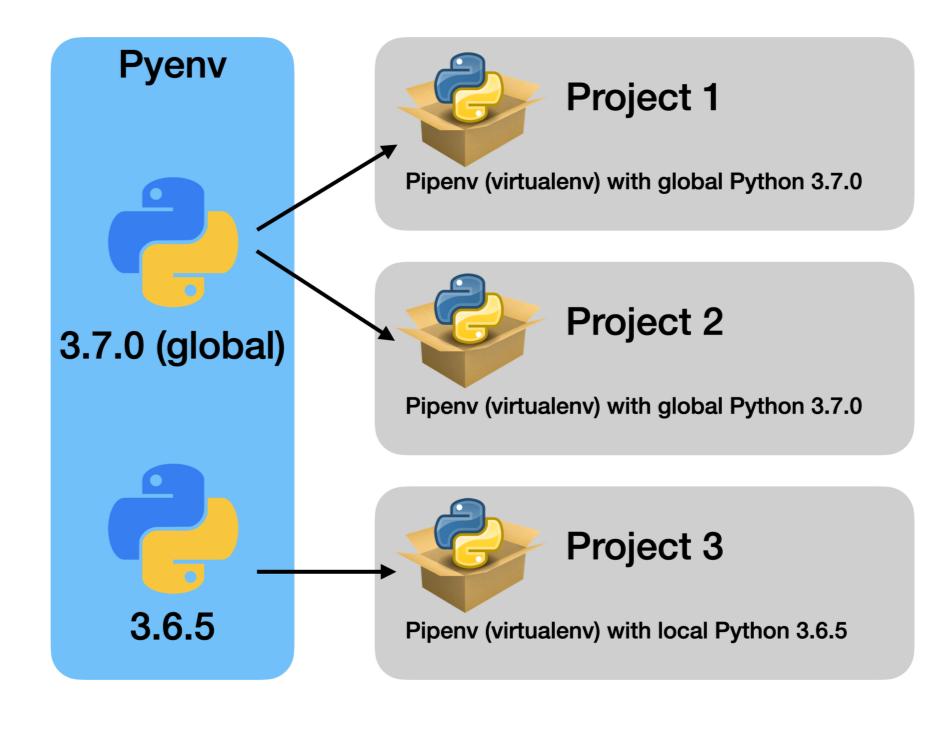 Pyenv
3.7.0 (global)
3.6.5
Project 1
Pipenv (virtualenv) with global Python 3.7.0
Project 2
Pipenv (virtualenv) with global Python 3.7.0
Project 3
Pipenv (virtualenv) with local Python 3.6.5